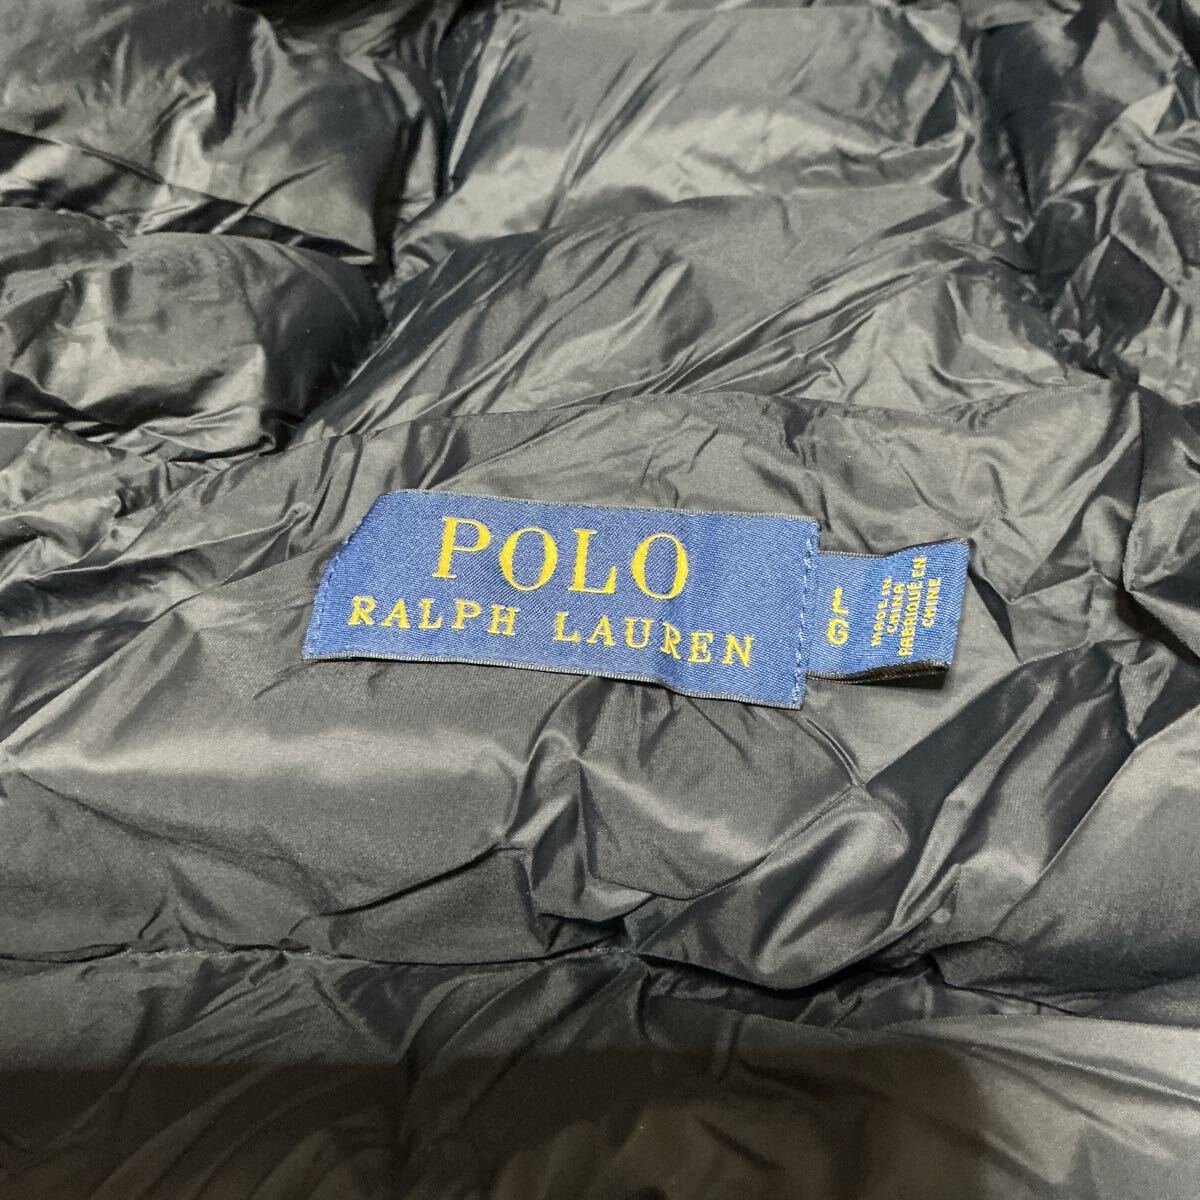 POLO
RALPH LAUREN
L/G
MADE IN
CHINA
FABRIQUÉ EN
CHINE